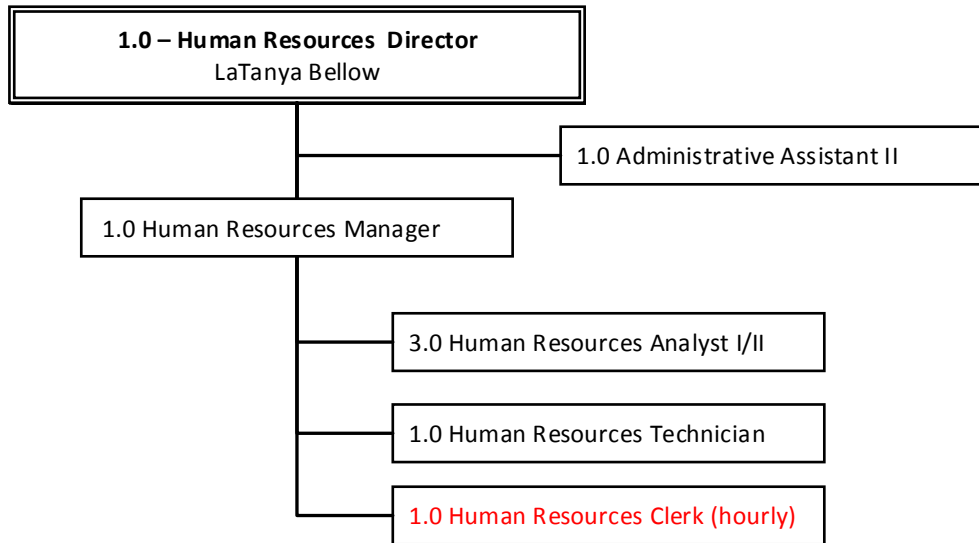 1.0 – Human Resources Director
LaTanya Bellow
1.0 Administrative Assistant II
1.0 Human Resources Manager
3.0 Human Resources Analyst I/II
1.0 Human Resources Technician
1.0 Human Resources Clerk (hourly)